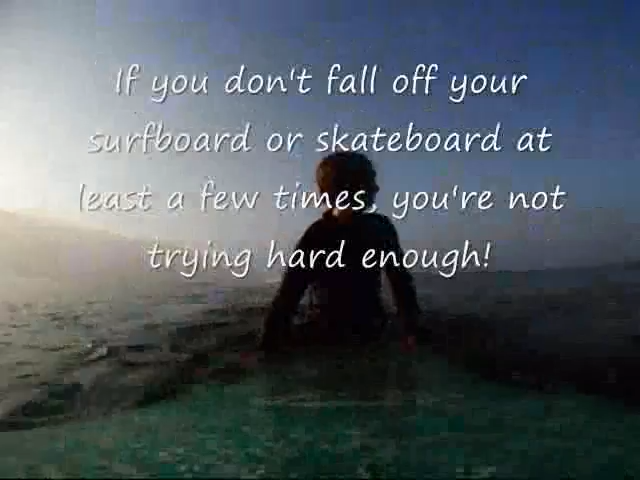 If you don't fall off your
surfboard or skateboard at
least a few times, you're not
trying hard enough!